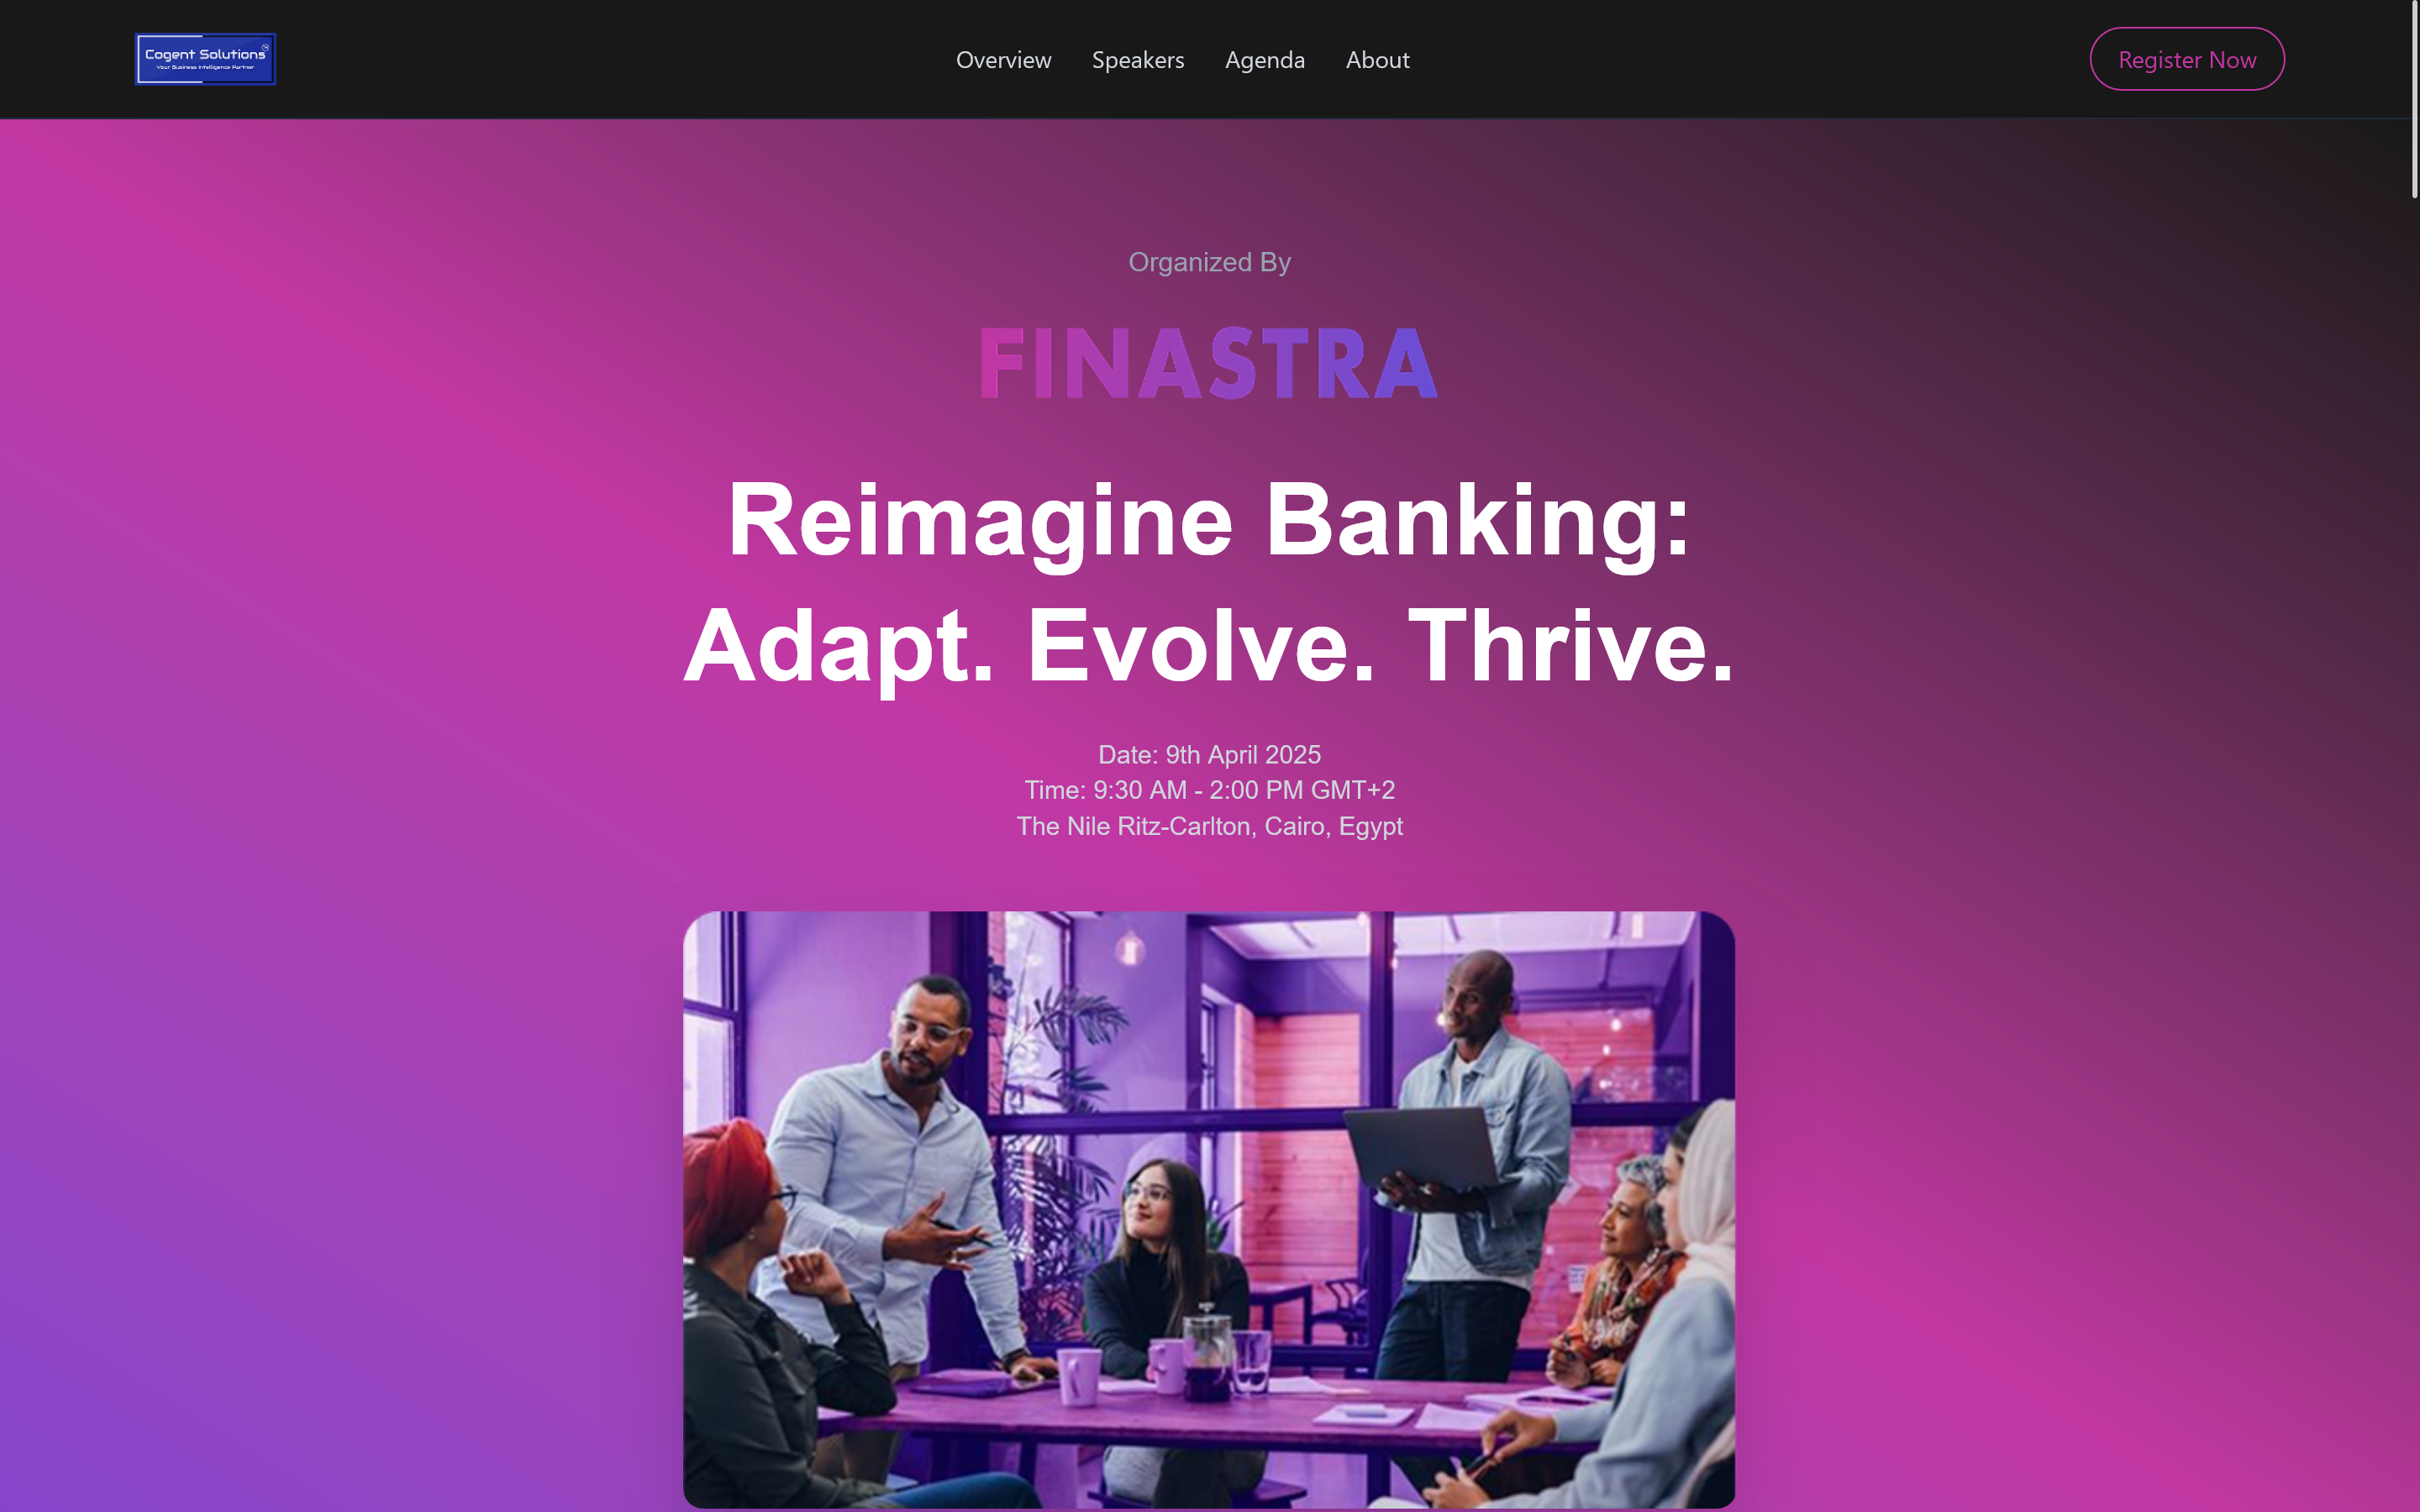 Cogent Solutions
Your Business Intelligence Partner
Overview
Speakers
Agenda
About
Register Now
Organized By
FINASTRA
Reimagine Banking:
Adapt. Evolve. Thrive.
Date: 9th April 2025
Time: 9:30 AM - 2:00 PM GMT+2
The Nile Ritz-Carlton, Cairo, Egypt